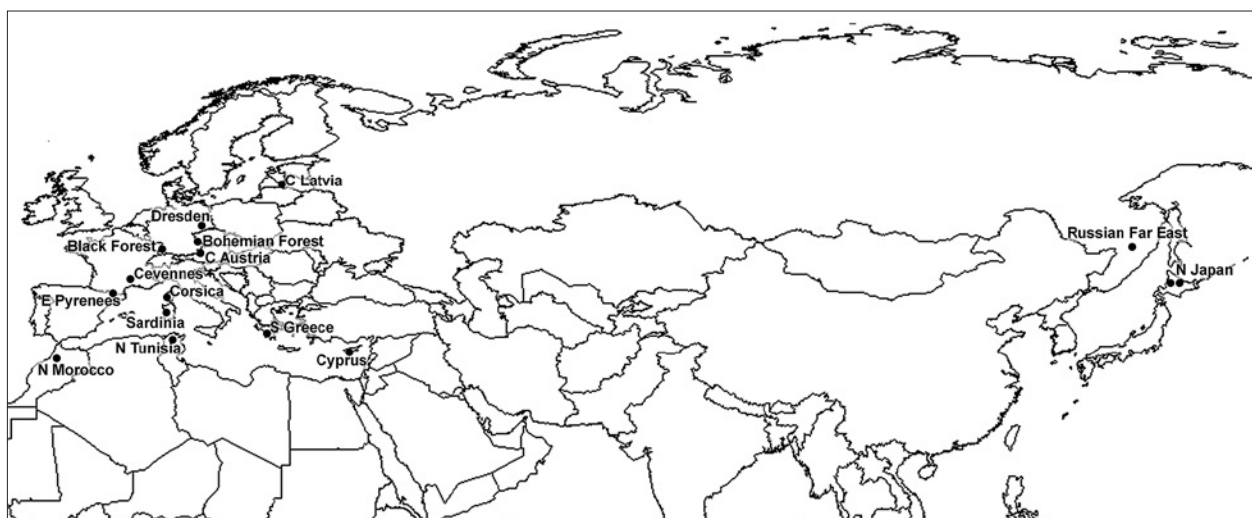 C Latvia
Dresden
Bohemian Forest
Black Forest
C Austria
Russian Far East
Cevennes
N Japan
E Pyrenees
Corsica
Sardinia
S Greece
N Tunisia
Cyprus
N Morocco